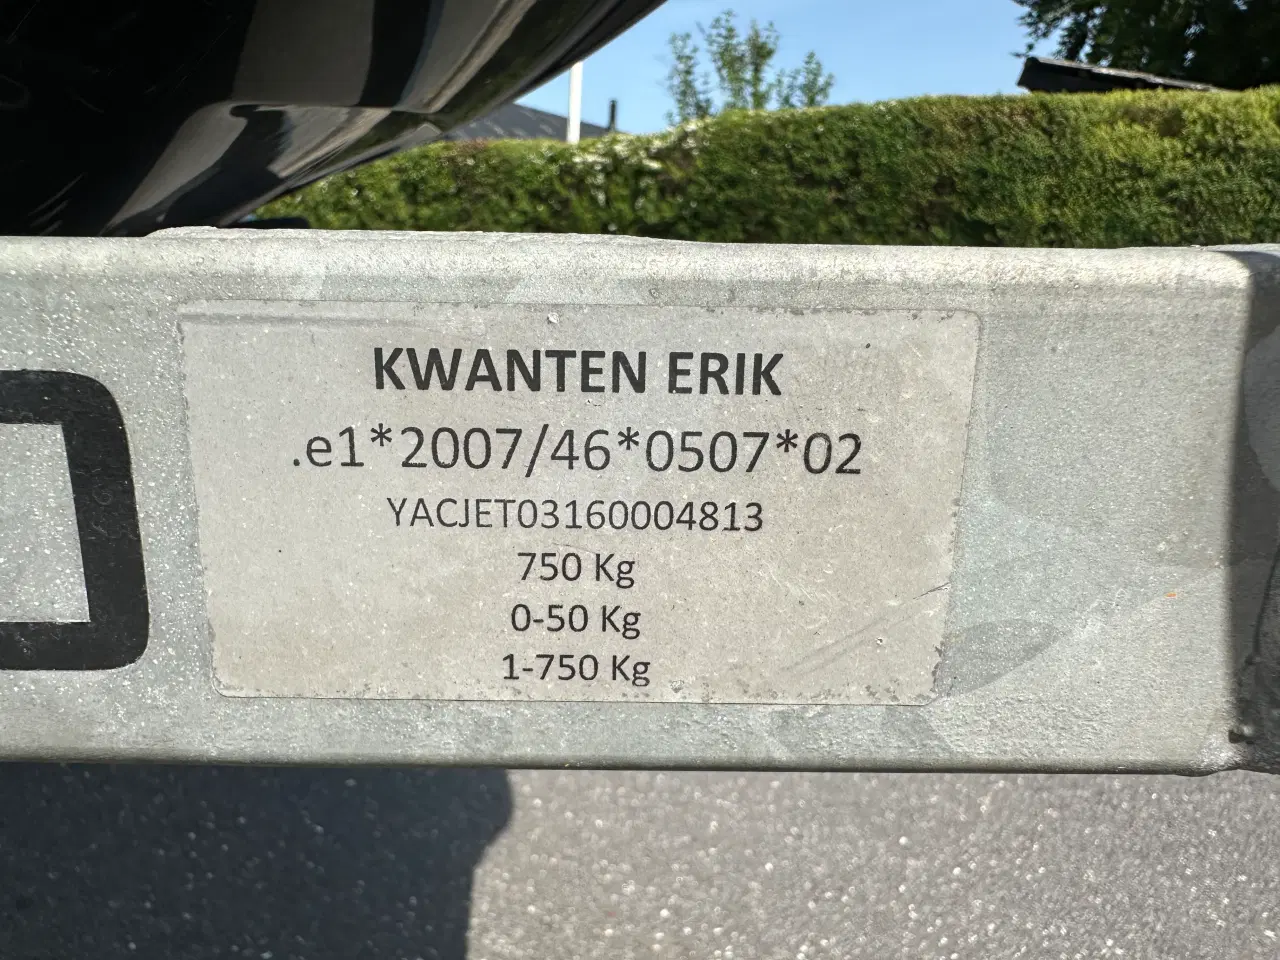 KWANTEN ERIK
.e1*2007/46*0507*02
YACJET03160004813
750 Kg
0-50 Kg
1-750 Kg